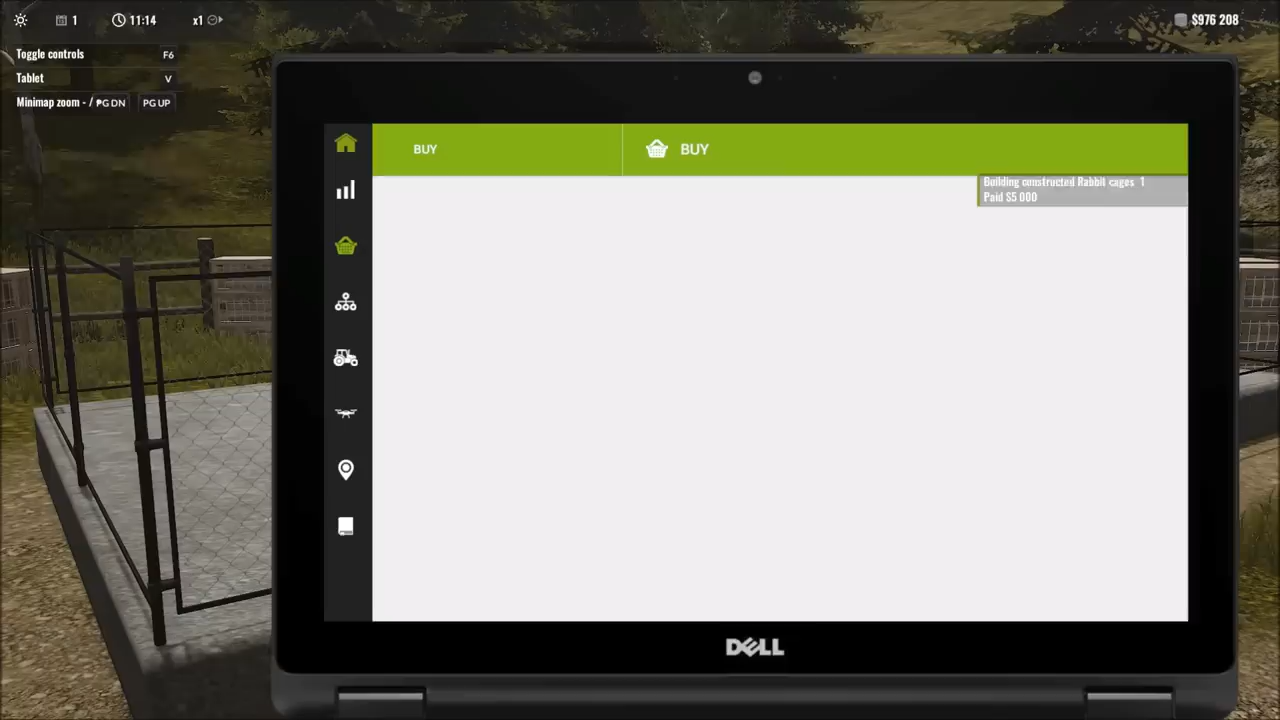 1
11:14
x1
$976 208
Toggle controls F6
Tablet V
Minimap zoom - / PG DN PG UP
BUY
BUY
Building constructed Rabbit cages 1
Paid $5 000
DELL